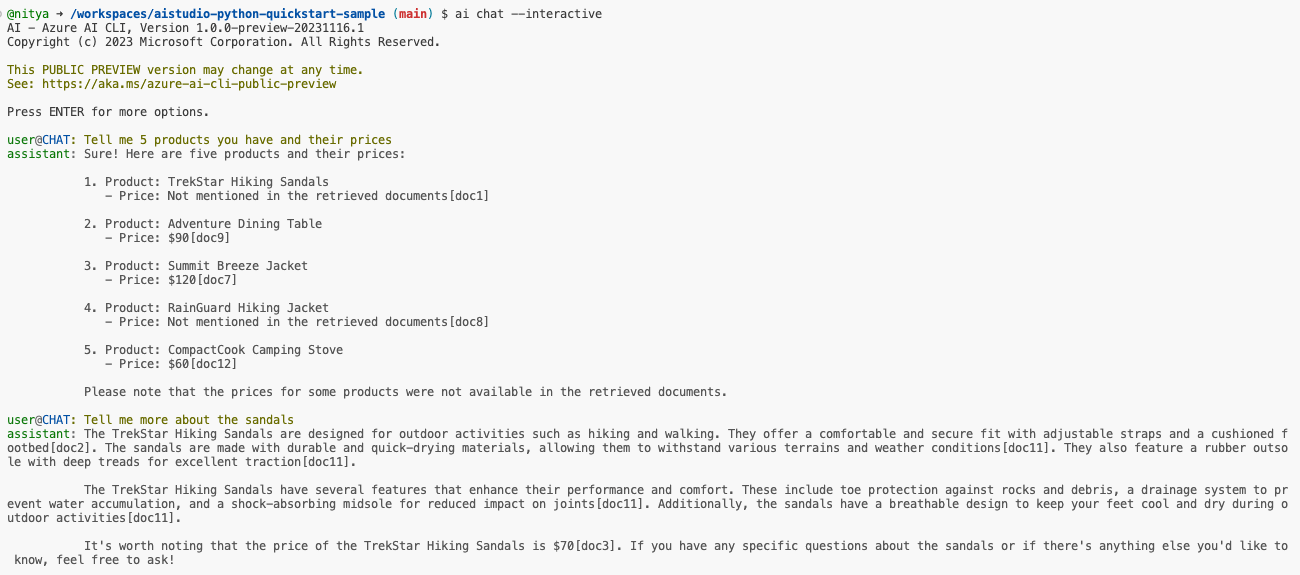 @nitya ➜ /workspaces/aistudio-python-quickstart-sample (main) $ ai chat --interactive
AI - Azure AI CLI, Version 1.0.0-preview-20231116.1
Copyright (c) 2023 Microsoft Corporation. All Rights Reserved.

This PUBLIC PREVIEW version may change at any time.
See: https://aka.ms/azure-ai-cli-public-preview

Press ENTER for more options.

user@CHAT: Tell me 5 products you have and their prices
assistant: Sure! Here are five products and their prices:

           1. Product: TrekStar Hiking Sandals
              - Price: Not mentioned in the retrieved documents[doc1]

           2. Product: Adventure Dining Table
              - Price: $90[doc9]

           3. Product: Summit Breeze Jacket
              - Price: $120[doc7]

           4. Product: RainGuard Hiking Jacket
              - Price: Not mentioned in the retrieved documents[doc8]

           5. Product: CompactCook Camping Stove
              - Price: $60[doc12]

           Please note that the prices for some products were not available in the retrieved documents.

user@CHAT: Tell me more about the sandals
assistant: The TrekStar Hiking Sandals are designed for outdoor activities such as hiking and walking. They offer a comfortable and secure fit with adjustable straps and a cushioned f
ootbed[doc2]. The sandals are made with durable and quick-drying materials, allowing them to withstand various terrains and weather conditions[doc11]. They also feature a rubber outso
le with deep treads for excellent traction[doc11].

           The TrekStar Hiking Sandals have several features that enhance their performance and comfort. These include toe protection against rocks and debris, a drainage system to pr
event water accumulation, and a shock-absorbing midsole for reduced impact on joints[doc11]. Additionally, the sandals have a breathable design to keep your feet cool and dry during o
utdoor activities[doc11].

           It's worth noting that the price of the TrekStar Hiking Sandals is $70[doc3]. If you have any specific questions about the sandals or if there's anything else you'd like to
 know, feel free to ask!